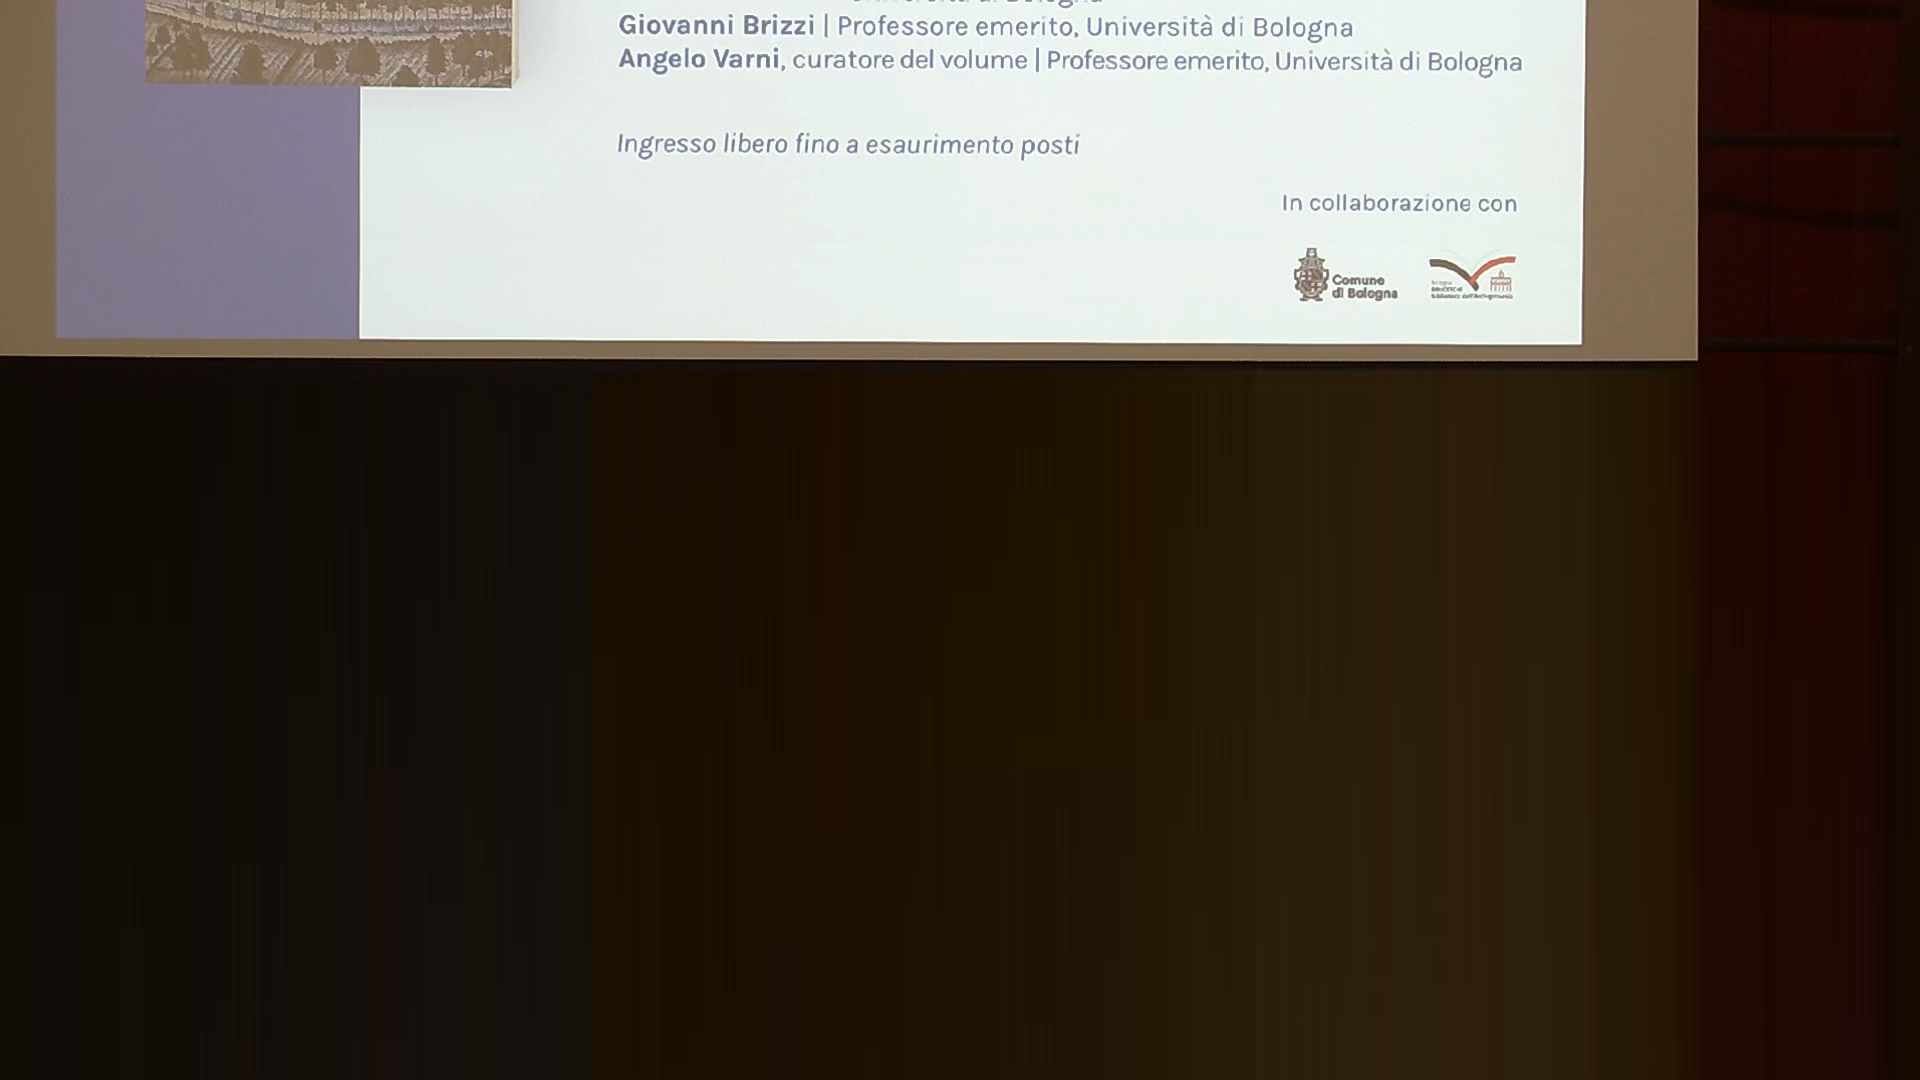 Giovanni Brizzi | Professore emerito, Università di Bologna
Angelo Varni, curatore del volume | Professore emerito, Università di Bologna
Ingresso libero fino a esaurimento posti
In collaborazione con
Comune
di Bologna